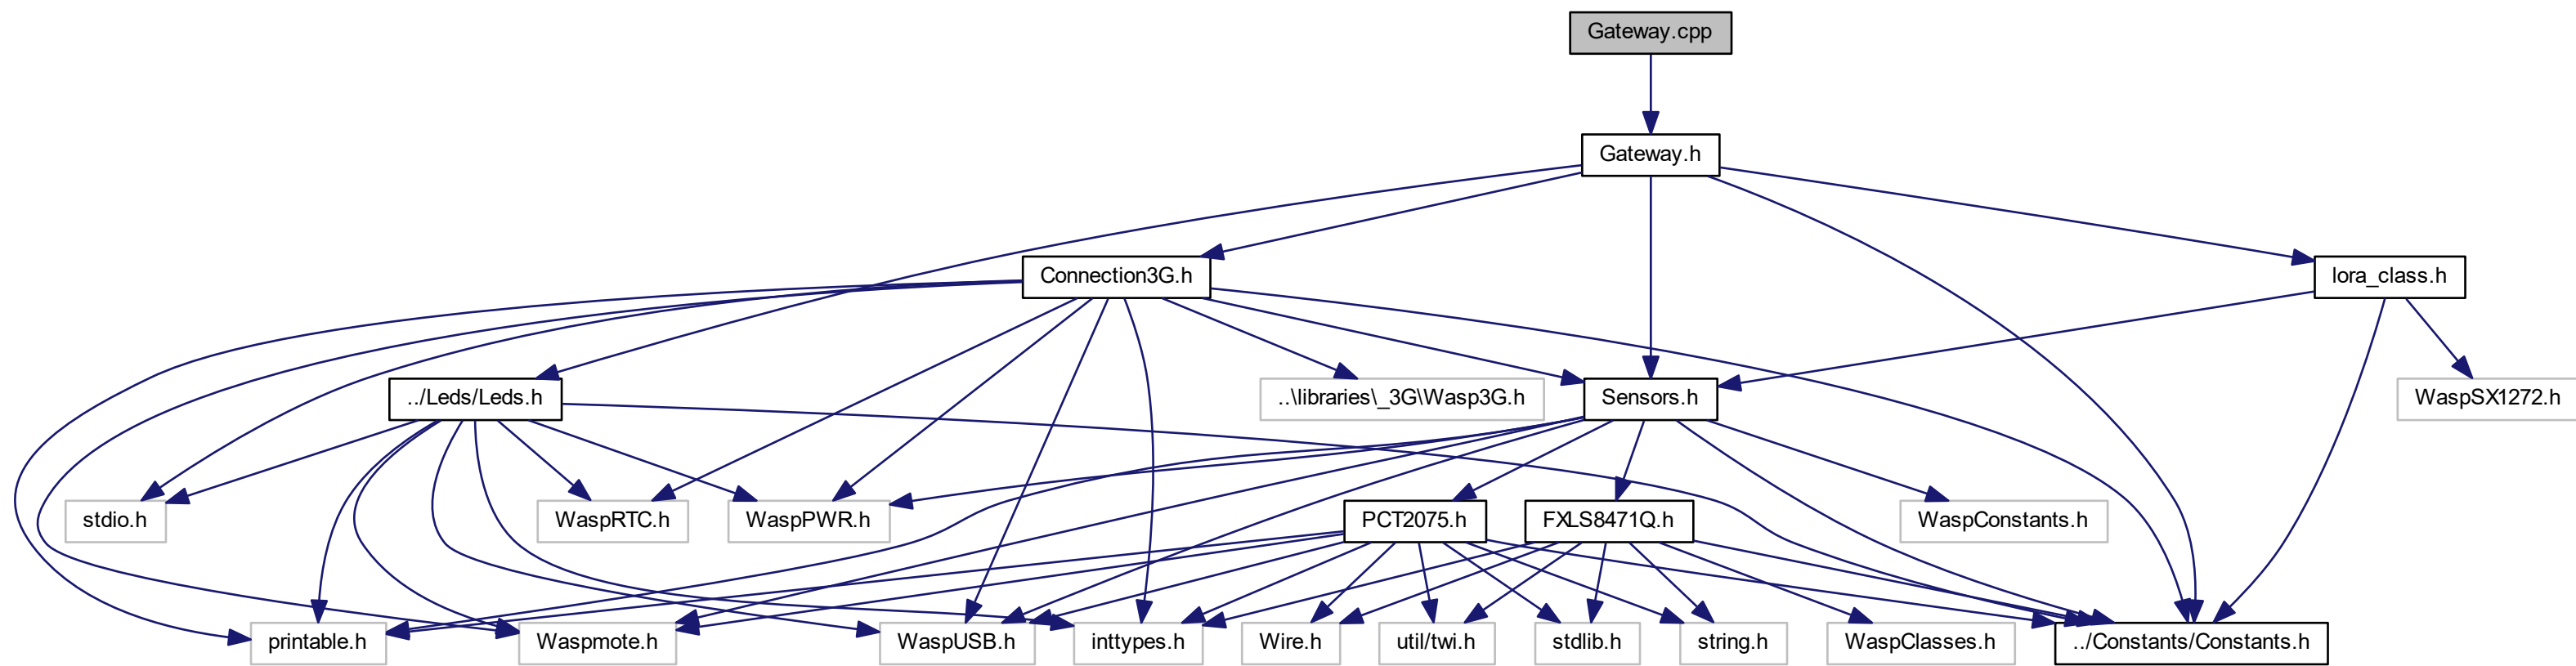 Gateway.cpp
Gateway.h
Connection3G.h
lora_class.h
../Leds/Leds.h
..\libraries\_3G\Wasp3G.h
Sensors.h
WaspSX1272.h
stdio.h
WaspRTC.h
WaspPWR.h
PCT2075.h
FXLS8471Q.h
WaspConstants.h
printable.h
Waspmote.h
WaspUSB.h
inttypes.h
Wire.h
util/twi.h
stdlib.h
string.h
WaspClasses.h
../Constants/Constants.h